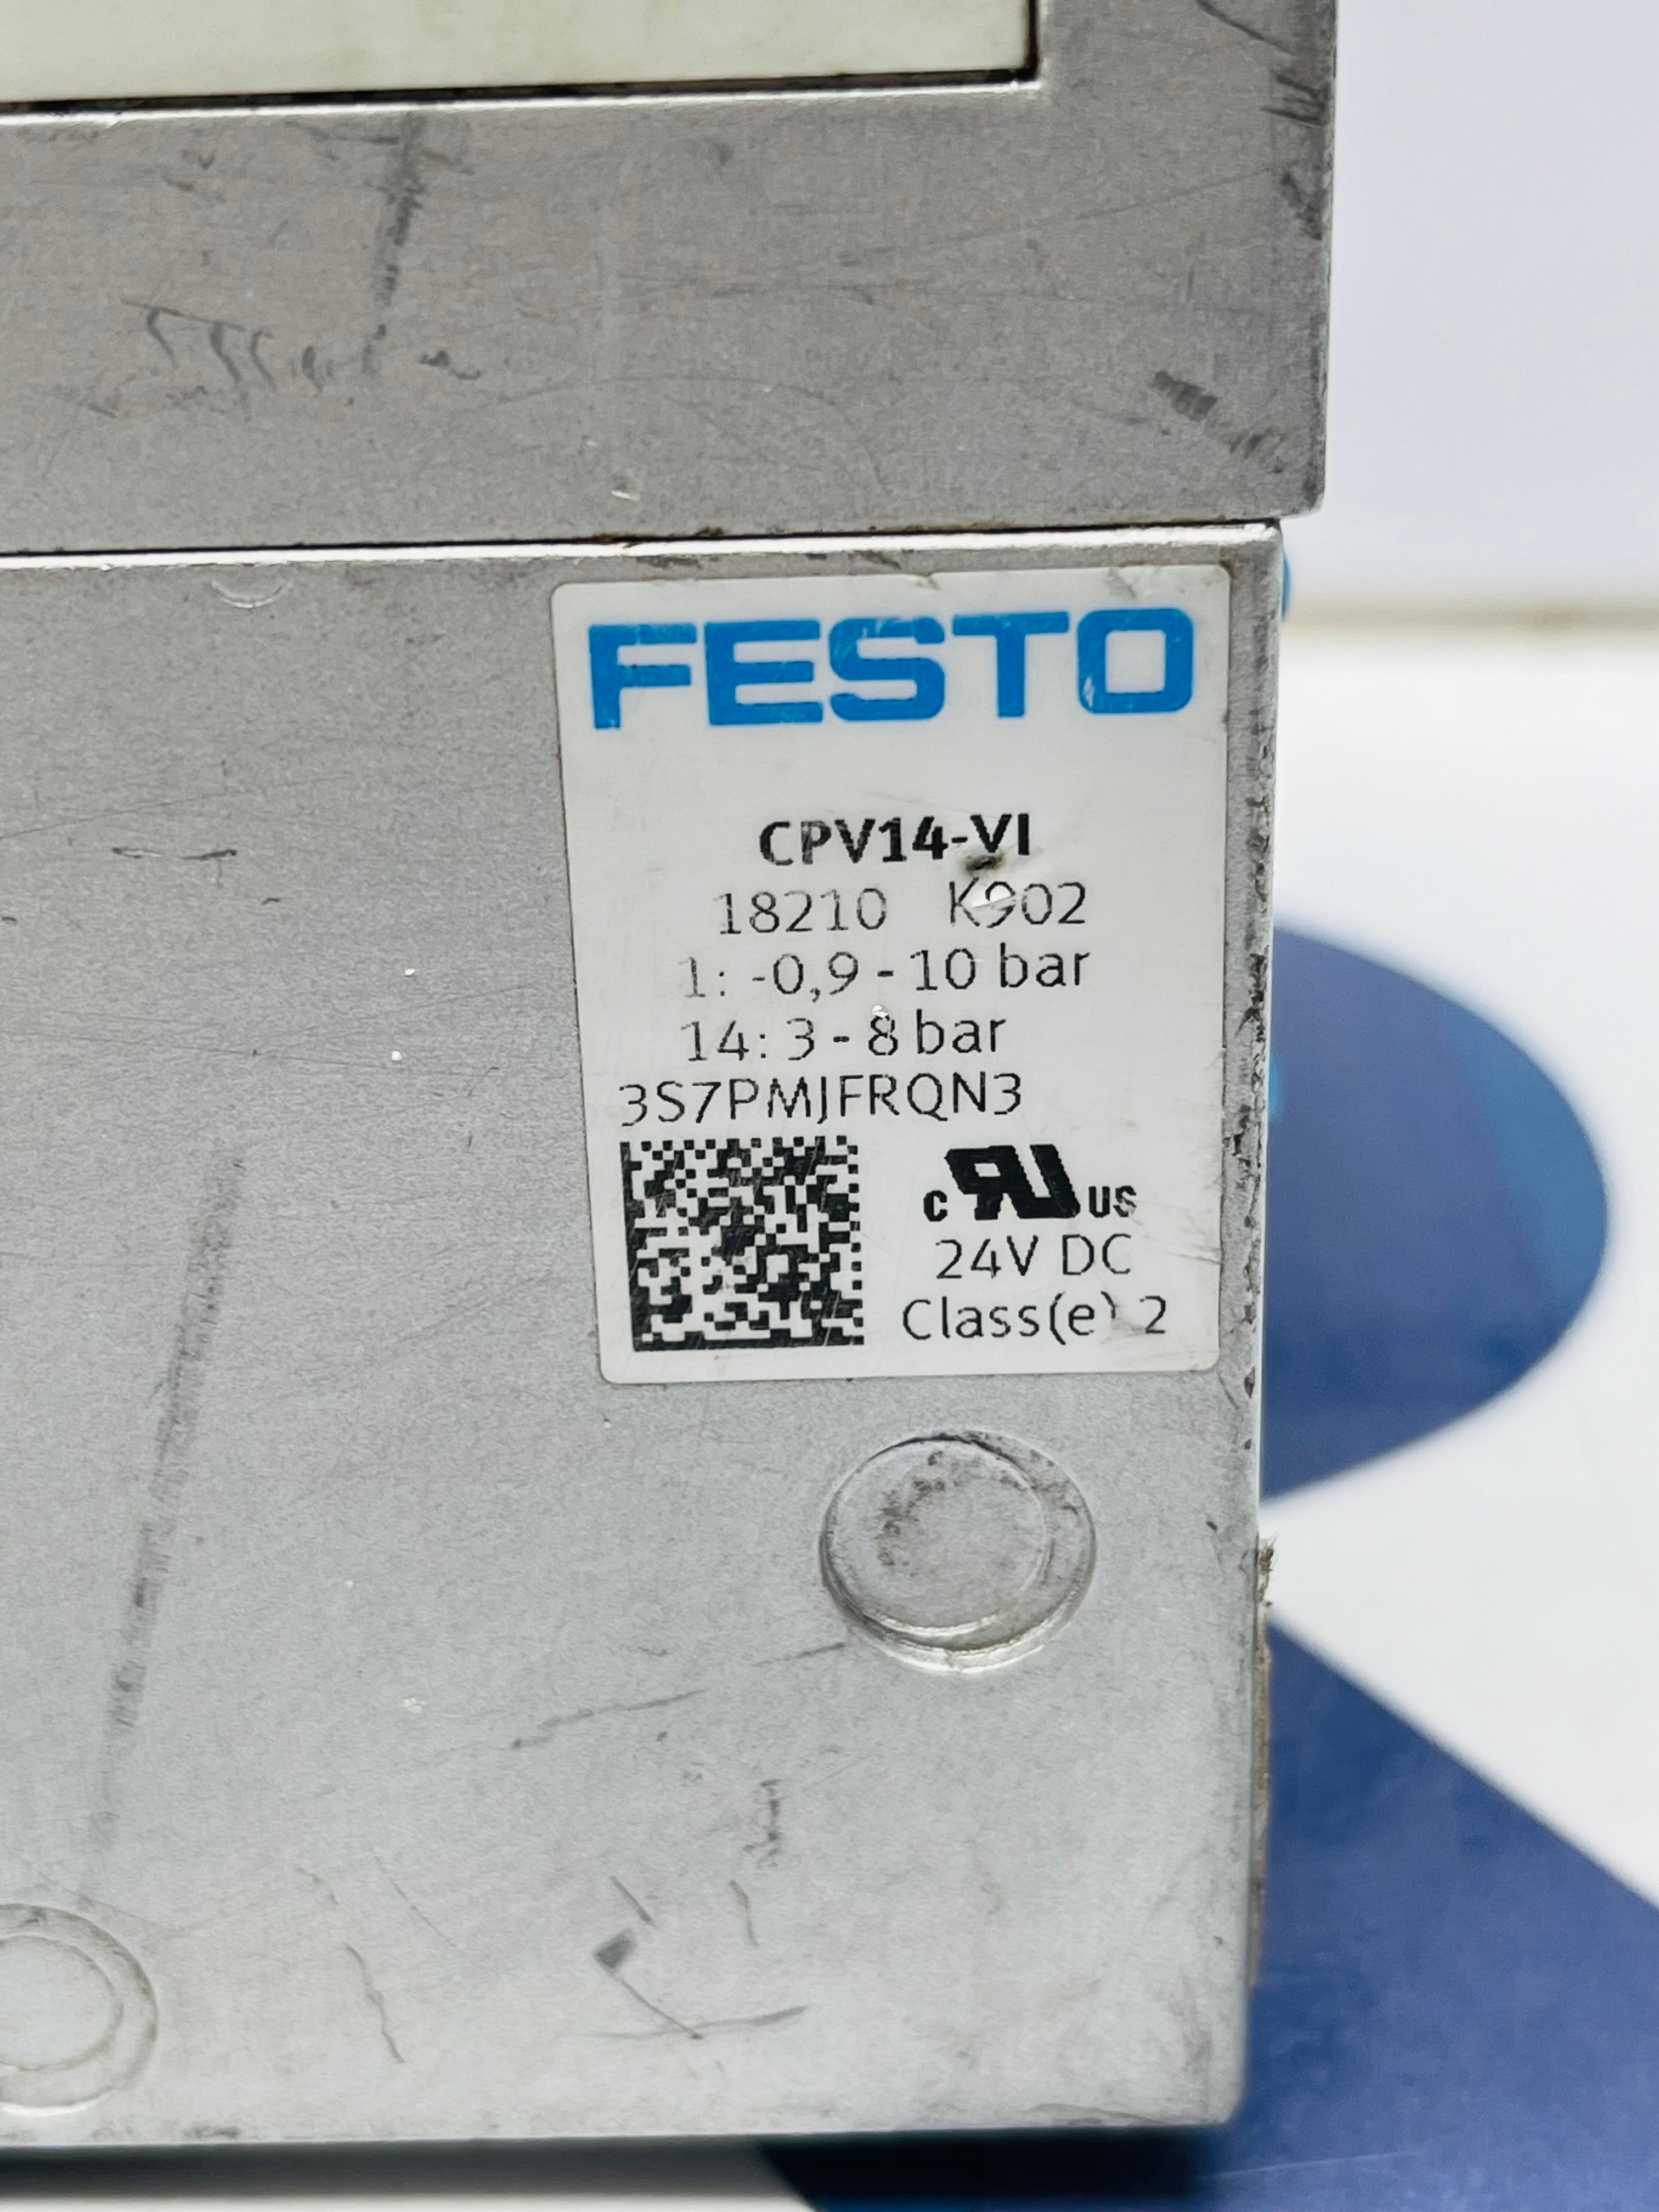 FESTO
CPV14-VI
18210 K902
1: -0,9 - 10 bar
14: 3 - 8 bar
3S7PMJFRQN3
c RU US
24V DC
Class(e) 2